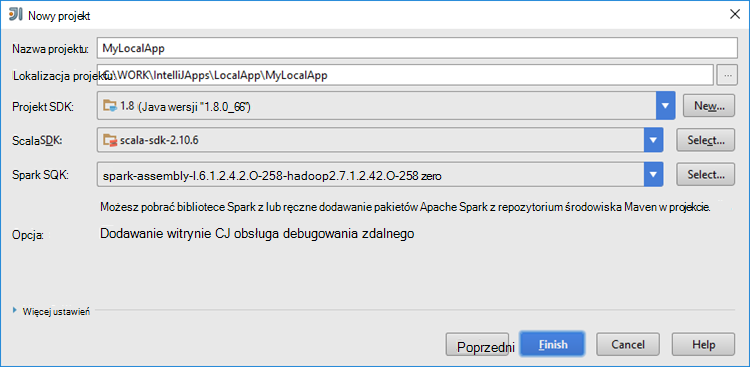 Nowy projekt
Nazwa projektu: MyLocalApp
Lokalizacja projektu: C:\WORK\IntelliJApps\LocalApp\MyLocalApp ...
Projekt SDK: 1.8 (Java wersji "1.8.0_66") New...
ScalaSDK: scala-sdk-2.10.6 Select...
Spark SQK: spark-assembly-l.6.1.2.4.2.O-258-hadoop2.7.1.2.42.O-258 zero Select...
Możesz pobrać bibliotece Spark z lub ręczne dodawanie pakietów Apache Spark z repozytorium środowiska Maven w projekcie.
Opcja: Dodawanie witrynie CJ obsługa debugowania zdalnego
Więcej ustawień
Poprzedni Finish Cancel Help